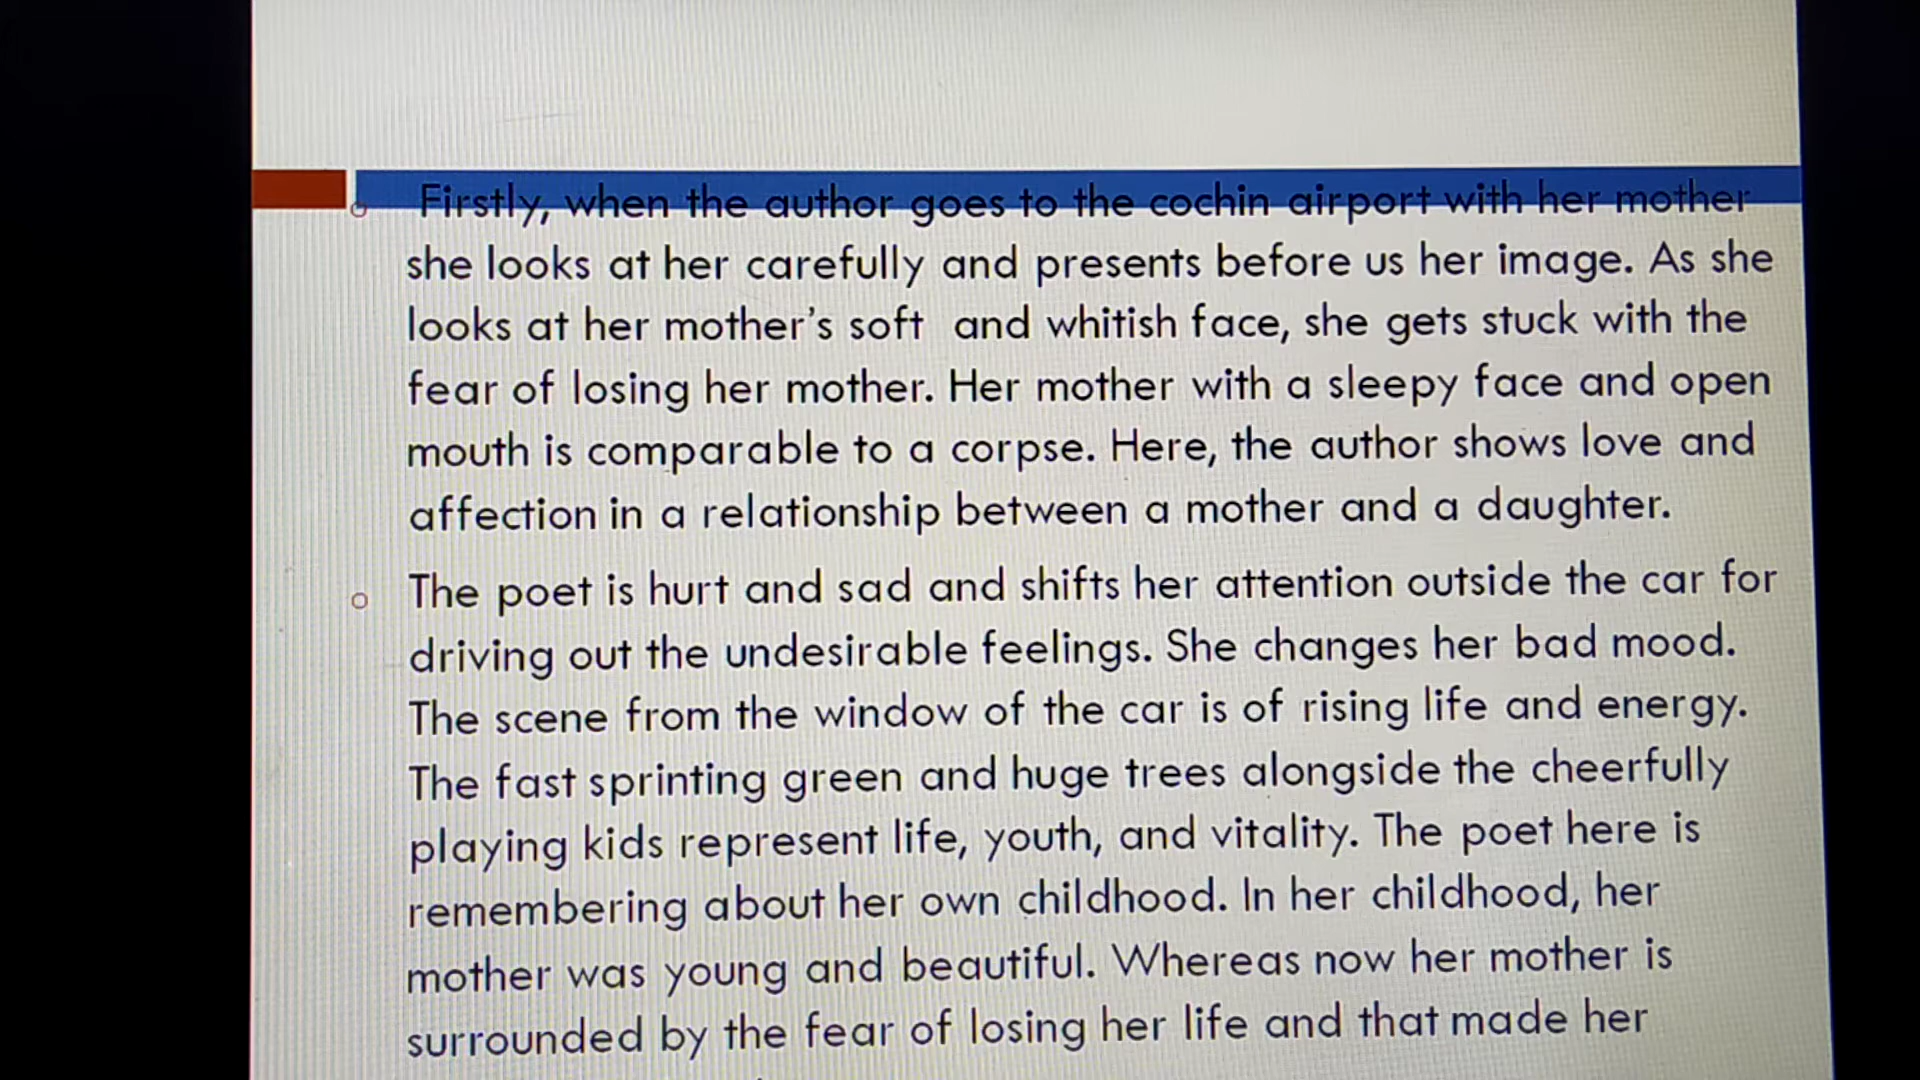 Firstly, when the author goes to the cochin airport with her mother
she looks at her carefully and presents before us her image. As she
looks at her mother's soft and whitish face, she gets stuck with the
fear of losing her mother. Her mother with a sleepy face and open
mouth is comparable to a corpse. Here, the author shows love and
affection in a relationship between a mother and a daughter.
The poet is hurt and sad and shifts her attention outside the car for
driving out the undesirable feelings. She changes her bad mood.
The scene from the window of the car is of rising life and energy.
The fast sprinting green and huge trees alongside the cheerfully
playing kids represent life, youth, and vitality. The poet here is
remembering about her own childhood. In her childhood, her
mother was young and beautiful. Whereas now her mother is
surrounded by the fear of losing her life and that made her